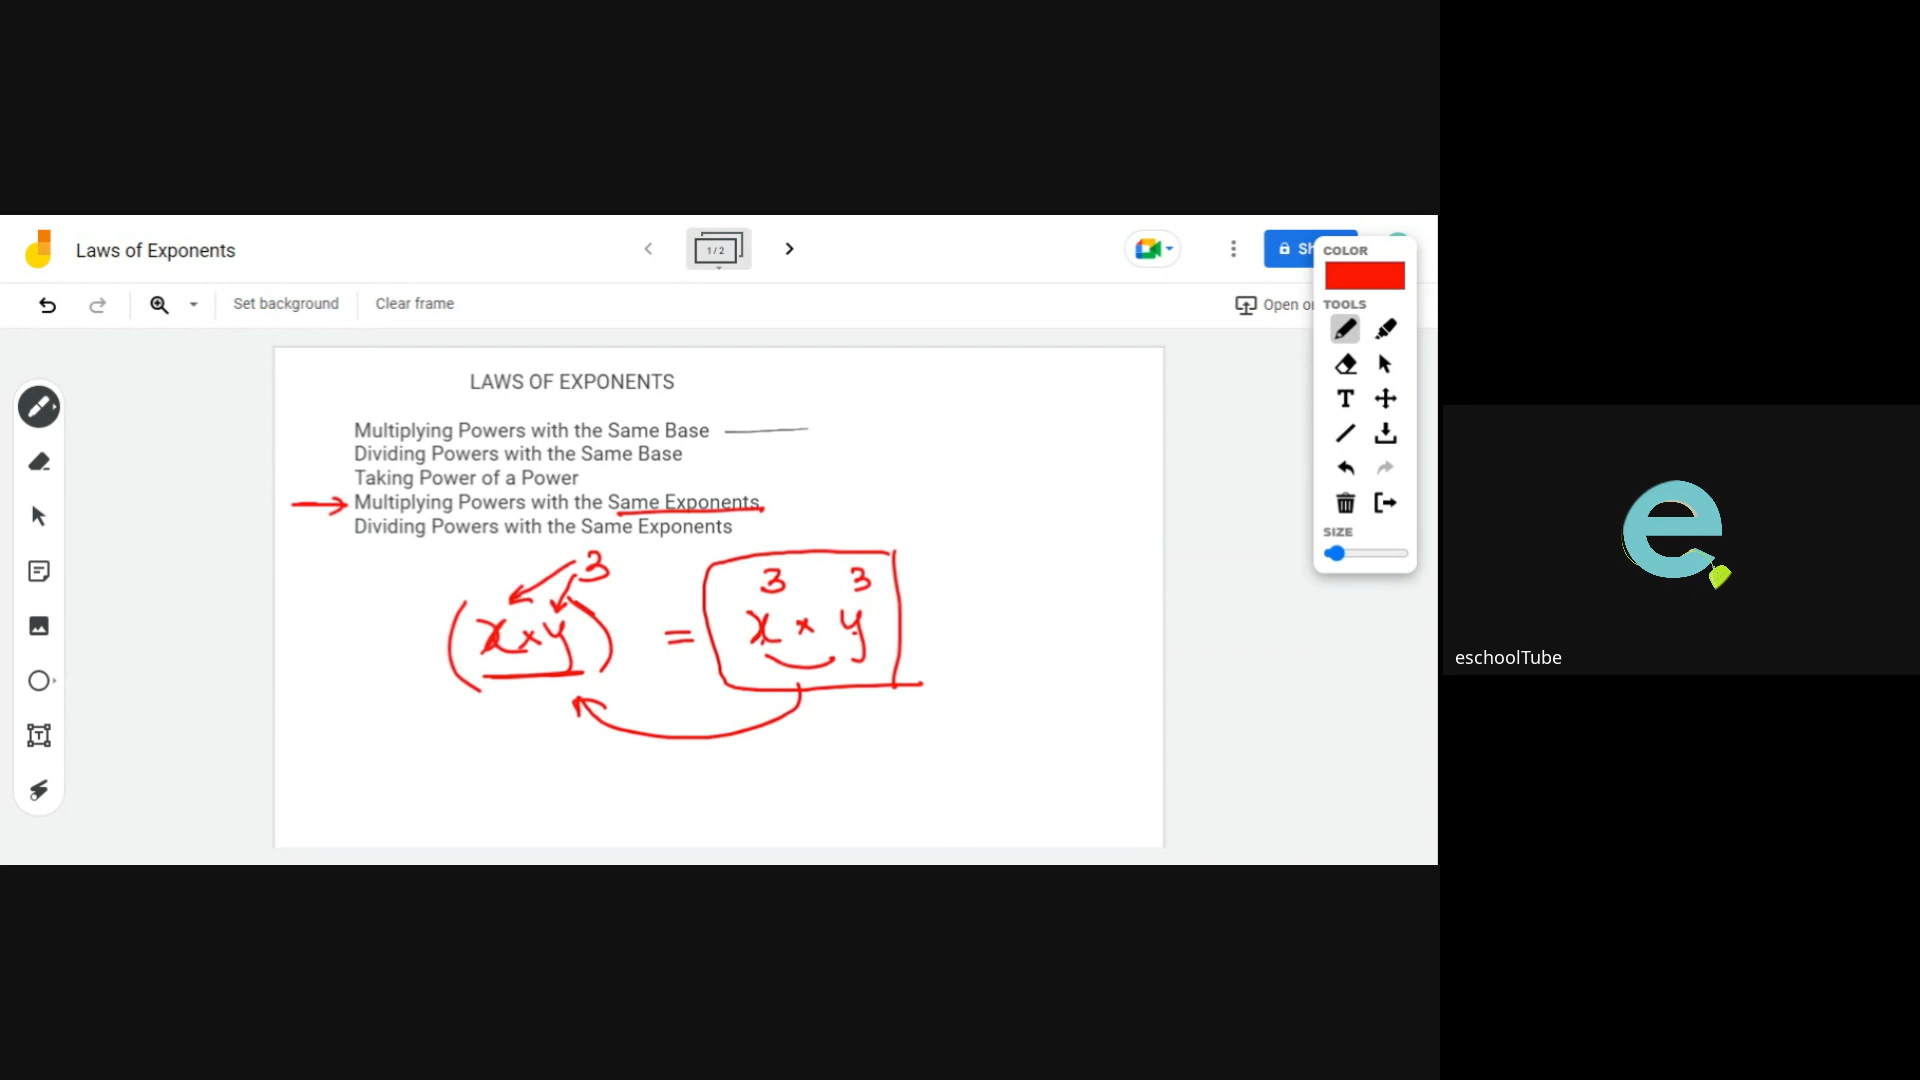 Laws of Exponents
1 / 2
Sh
Set background
Clear frame
Open o
COLOR
TOOLS
T
SIZE
LAWS OF EXPONENTS
Multiplying Powers with the Same Base
Dividing Powers with the Same Base
Taking Power of a Power
Multiplying Powers with the Same Exponents
Dividing Powers with the Same Exponents
(x × y)³ = x³ × y³
T
e
eschoolTube